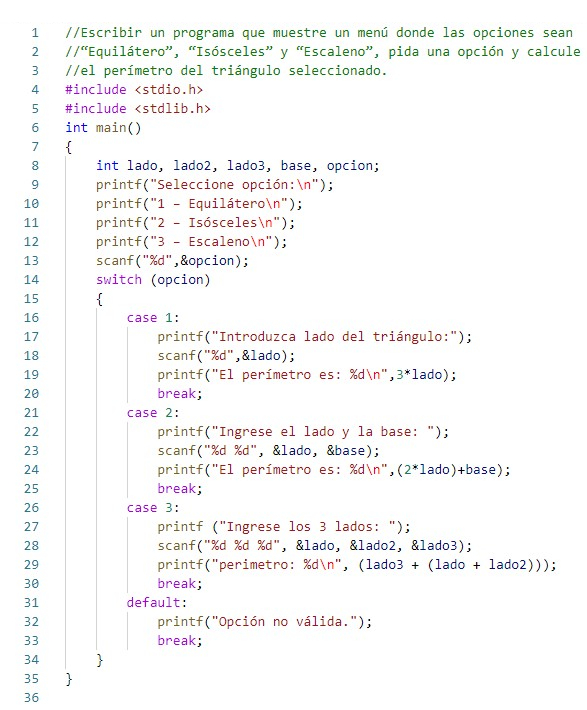 1 //Escribir un programa que muestre un menú donde las opciones sean
2 //“Equilátero”, “Isósceles” y “Escaleno”, pida una opción y calcule
3 //el perímetro del triángulo seleccionado.
4 #include <stdio.h>
5 #include <stdlib.h>
6 int main()
7 {
8 int lado, lado2, lado3, base, opcion;
9 printf("Seleccione opción:\n");
10 printf("1 – Equilátero\n");
11 printf("2 – Isósceles\n");
12 printf("3 – Escaleno\n");
13 scanf("%d",&opcion);
14 switch (opcion)
15 {
16 case 1:
17 printf("Introduzca lado del triángulo:");
18 scanf("%d",&lado);
19 printf("El perímetro es: %d\n",3*lado);
20 break;
21 case 2:
22 printf("Ingrese el lado y la base: ");
23 scanf("%d %d", &lado, &base);
24 printf("El perímetro es: %d\n",(2*lado)+base);
25 break;
26 case 3:
27 printf ("Ingrese los 3 lados: ");
28 scanf("%d %d %d", &lado, &lado2, &lado3);
29 printf("perimetro: %d\n", (lado3 + (lado + lado2)));
30 break;
31 default:
32 printf("Opción no válida.");
33 break;
34 }
35 }
36